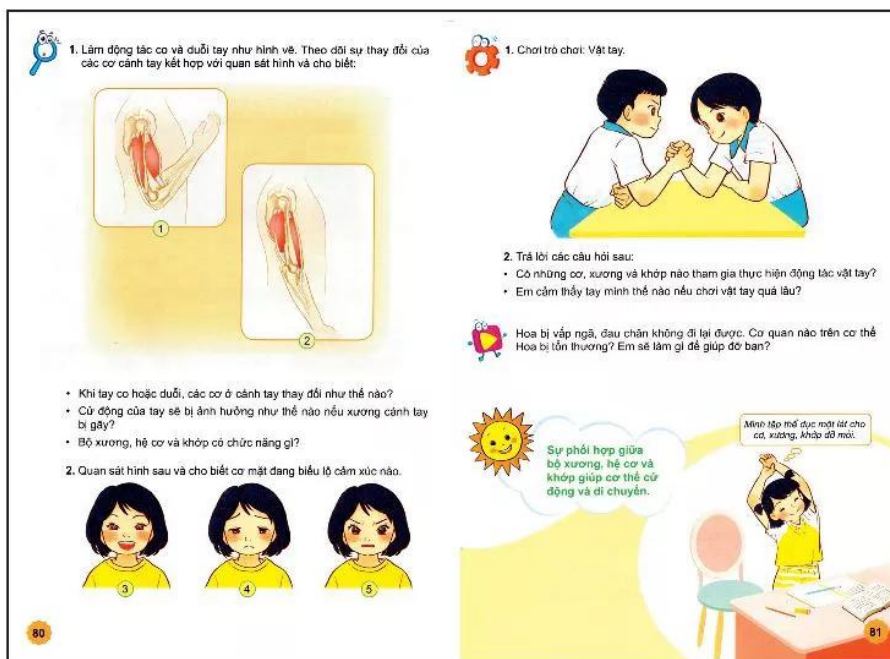 1. Làm động tác co và duỗi tay như hình vẽ. Theo dõi sự thay đổi của
các cơ cánh tay kết hợp với quan sát hình và cho biết:
1
2
• Khi tay co hoặc duỗi, các cơ ở cánh tay thay đổi như thế nào?
• Cử động của tay sẽ bị ảnh hưởng như thế nào nếu xương cánh tay
bị gãy?
• Bộ xương, hệ cơ và khớp có chức năng gì?
2. Quan sát hình sau và cho biết cơ mặt đang biểu lộ cảm xúc nào.
3
4
5
80
1. Chơi trò chơi: Vật tay.
2. Trả lời các câu hỏi sau:
• Có những cơ, xương và khớp nào tham gia thực hiện động tác vật tay?
• Em cảm thấy tay mình thế nào nếu chơi vật tay quá lâu?
Hoa bị vấp ngã, đau chân không đi lại được. Cơ quan nào trên cơ thể
Hoa bị tổn thương? Em sẽ làm gì để giúp đỡ bạn?
Sự phối hợp giữa
bộ xương, hệ cơ và
khớp giúp cơ thể cử
động và di chuyển.
Mình tập thể dục một lát cho
cơ, xương, khớp đỡ mỏi.
81